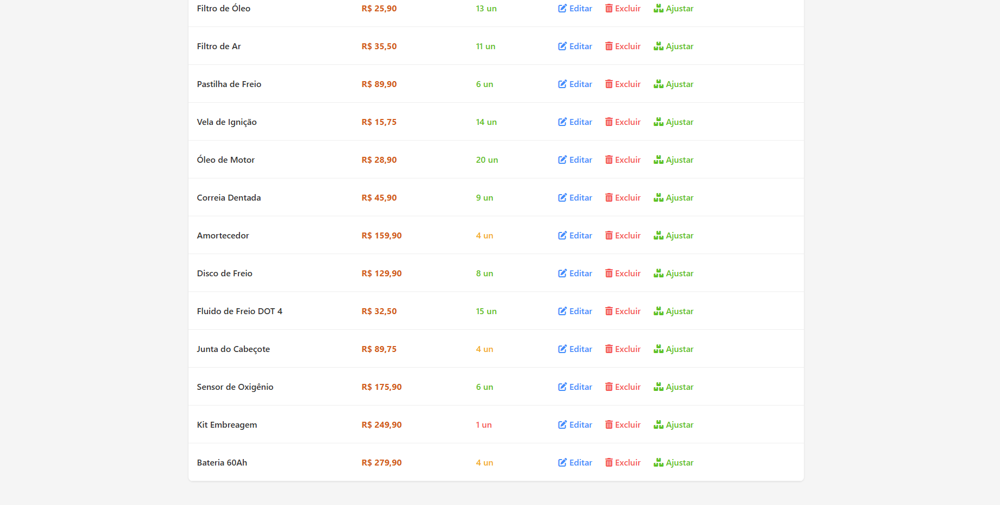 Filtro de Óleo R$ 25,90 13 un Editar Excluir Ajustar
Filtro de Ar R$ 35,50 11 un Editar Excluir Ajustar
Pastilha de Freio R$ 89,90 6 un Editar Excluir Ajustar
Vela de Ignição R$ 15,75 14 un Editar Excluir Ajustar
Óleo de Motor R$ 28,90 20 un Editar Excluir Ajustar
Correia Dentada R$ 45,90 9 un Editar Excluir Ajustar
Amortecedor R$ 159,90 4 un Editar Excluir Ajustar
Disco de Freio R$ 129,90 8 un Editar Excluir Ajustar
Fluido de Freio DOT 4 R$ 32,50 15 un Editar Excluir Ajustar
Junta do Cabeçote R$ 89,75 4 un Editar Excluir Ajustar
Sensor de Oxigênio R$ 175,90 6 un Editar Excluir Ajustar
Kit Embreagem R$ 249,90 1 un Editar Excluir Ajustar
Bateria 60Ah R$ 279,90 4 un Editar Excluir Ajustar